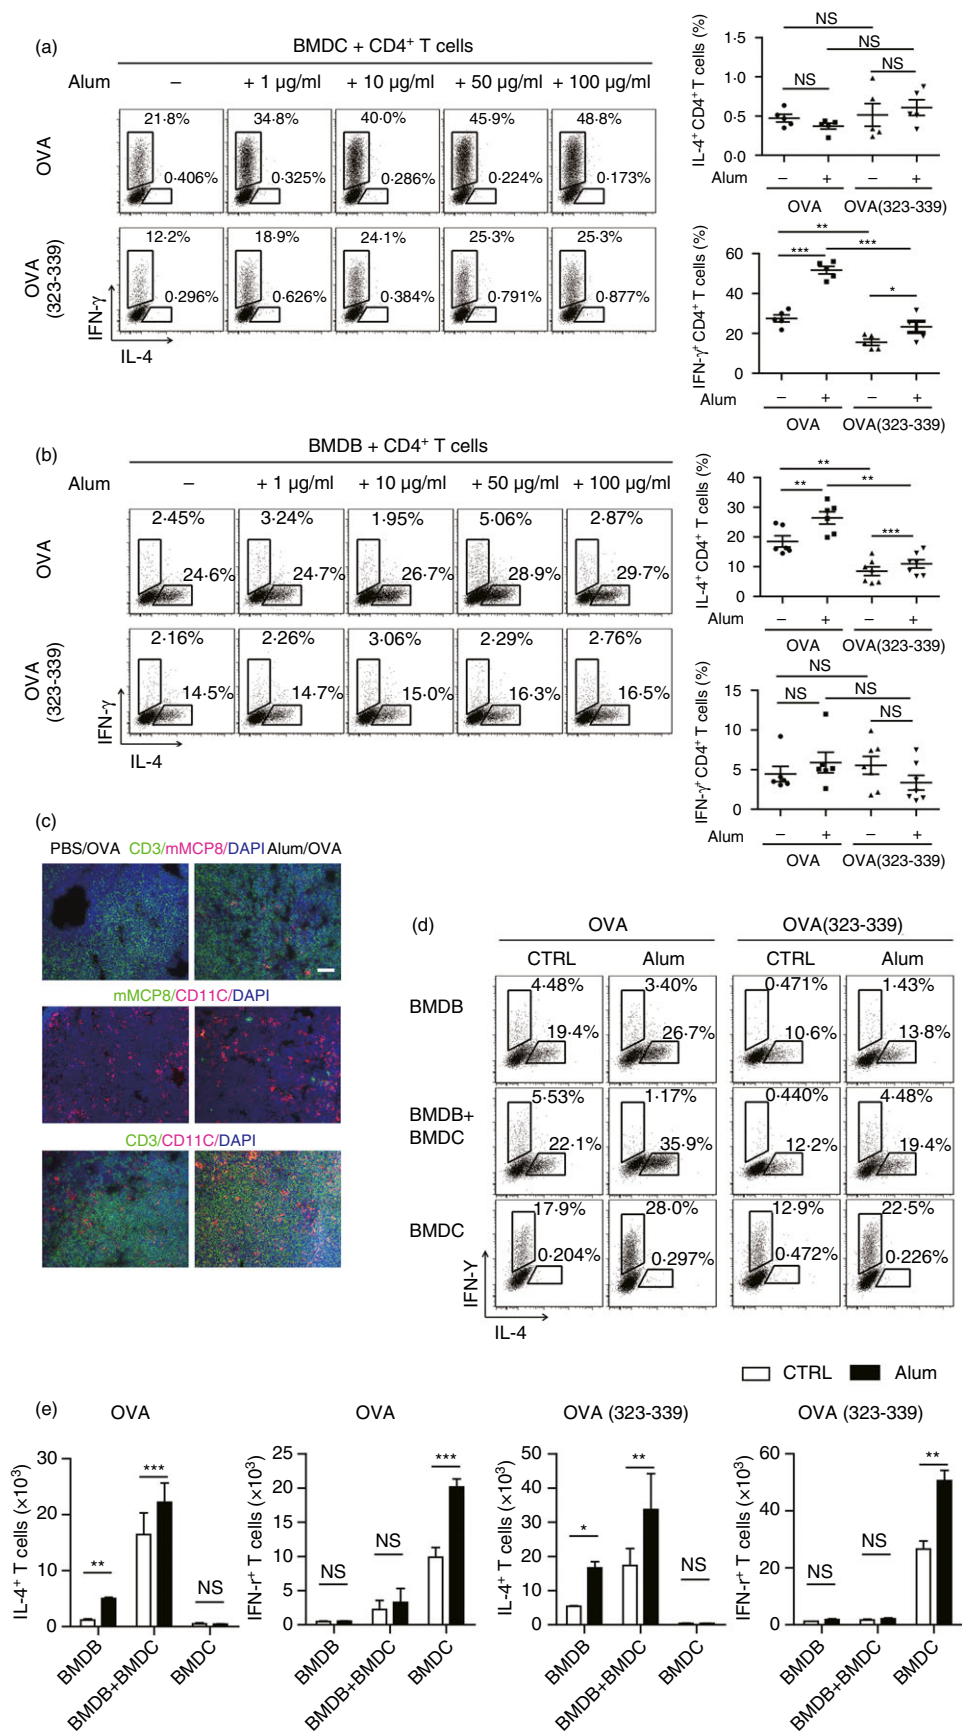 (a)
BMDC + CD4⁺ T cells
Alum – + 1 µg/ml + 10 µg/ml + 50 µg/ml + 100 µg/ml
OVA
21·8% 34·8% 40·0% 45·9% 48·8%
0·406% 0·325% 0·286% 0·224% 0·173%
OVA
(323-339)
12·2% 18·9% 24·1% 25·3% 25·3%
0·296% 0·626% 0·384% 0·791% 0·877%
IFN-γ
IL-4
IL-4⁺ CD4⁺ T cells (%)
NS
NS
NS NS
1·5
1·0
0·5
0·0
Alum – + – +
OVA OVA(323-339)
IFN-γ⁺ CD4⁺ T cells (%)
**
*** ***
*
60
40
20
0
Alum – + – +
OVA OVA(323-339)
(b)
BMDB + CD4⁺ T cells
Alum – + 1 µg/ml + 10 µg/ml + 50 µg/ml + 100 µg/ml
OVA
2·45% 3·24% 1·95% 5·06% 2·87%
24·6% 24·7% 26·7% 28·9% 29·7%
OVA
(323-339)
2·16% 2·26% 3·06% 2·29% 2·76%
14·5% 14·7% 15·0% 16·3% 16·5%
IFN-γ
IL-4
IL-4⁺ CD4⁺ T cells (%)
**
** **
***
40
30
20
10
0
Alum – + – +
OVA OVA(323-339)
IFN-γ⁺ CD4⁺ T cells (%)
NS
NS NS
NS
15
10
5
0
Alum – + – +
OVA OVA(323-339)
(c)
PBS/OVA CD3/mMCP8/DAPI Alum/OVA
mMCP8/CD11C/DAPI
CD3/CD11C/DAPI
(d)
OVA OVA(323-339)
CTRL Alum CTRL Alum
BMDB
4·48% 3·40% 0·471% 1·43%
19·4% 26·7% 10·6% 13·8%
BMDB+
BMDC
5·53% 1·17% 0·440% 4·48%
22·1% 35·9% 12·2% 19·4%
BMDC
17·9% 28·0% 12·9% 22·5%
0·204% 0·297% 0·472% 0·226%
IFN-Y
IL-4
CTRL Alum
(e)
OVA
IL-4⁺ T cells (×10³)
30
20
10
0
**
***
NS
BMDB BMDB+BMDC BMDC
OVA
IFN-r⁺ T cells (×10³)
25
20
15
10
5
0
NS
NS
***
BMDB BMDB+BMDC BMDC
OVA (323-339)
IL-4⁺ T cells (×10³)
50
40
30
20
10
0
*
**
NS
BMDB BMDB+BMDC BMDC
OVA (323-339)
IFN-r⁺ T cells (×10³)
60
40
20
0
NS
NS
**
BMDB BMDB+BMDC BMDC